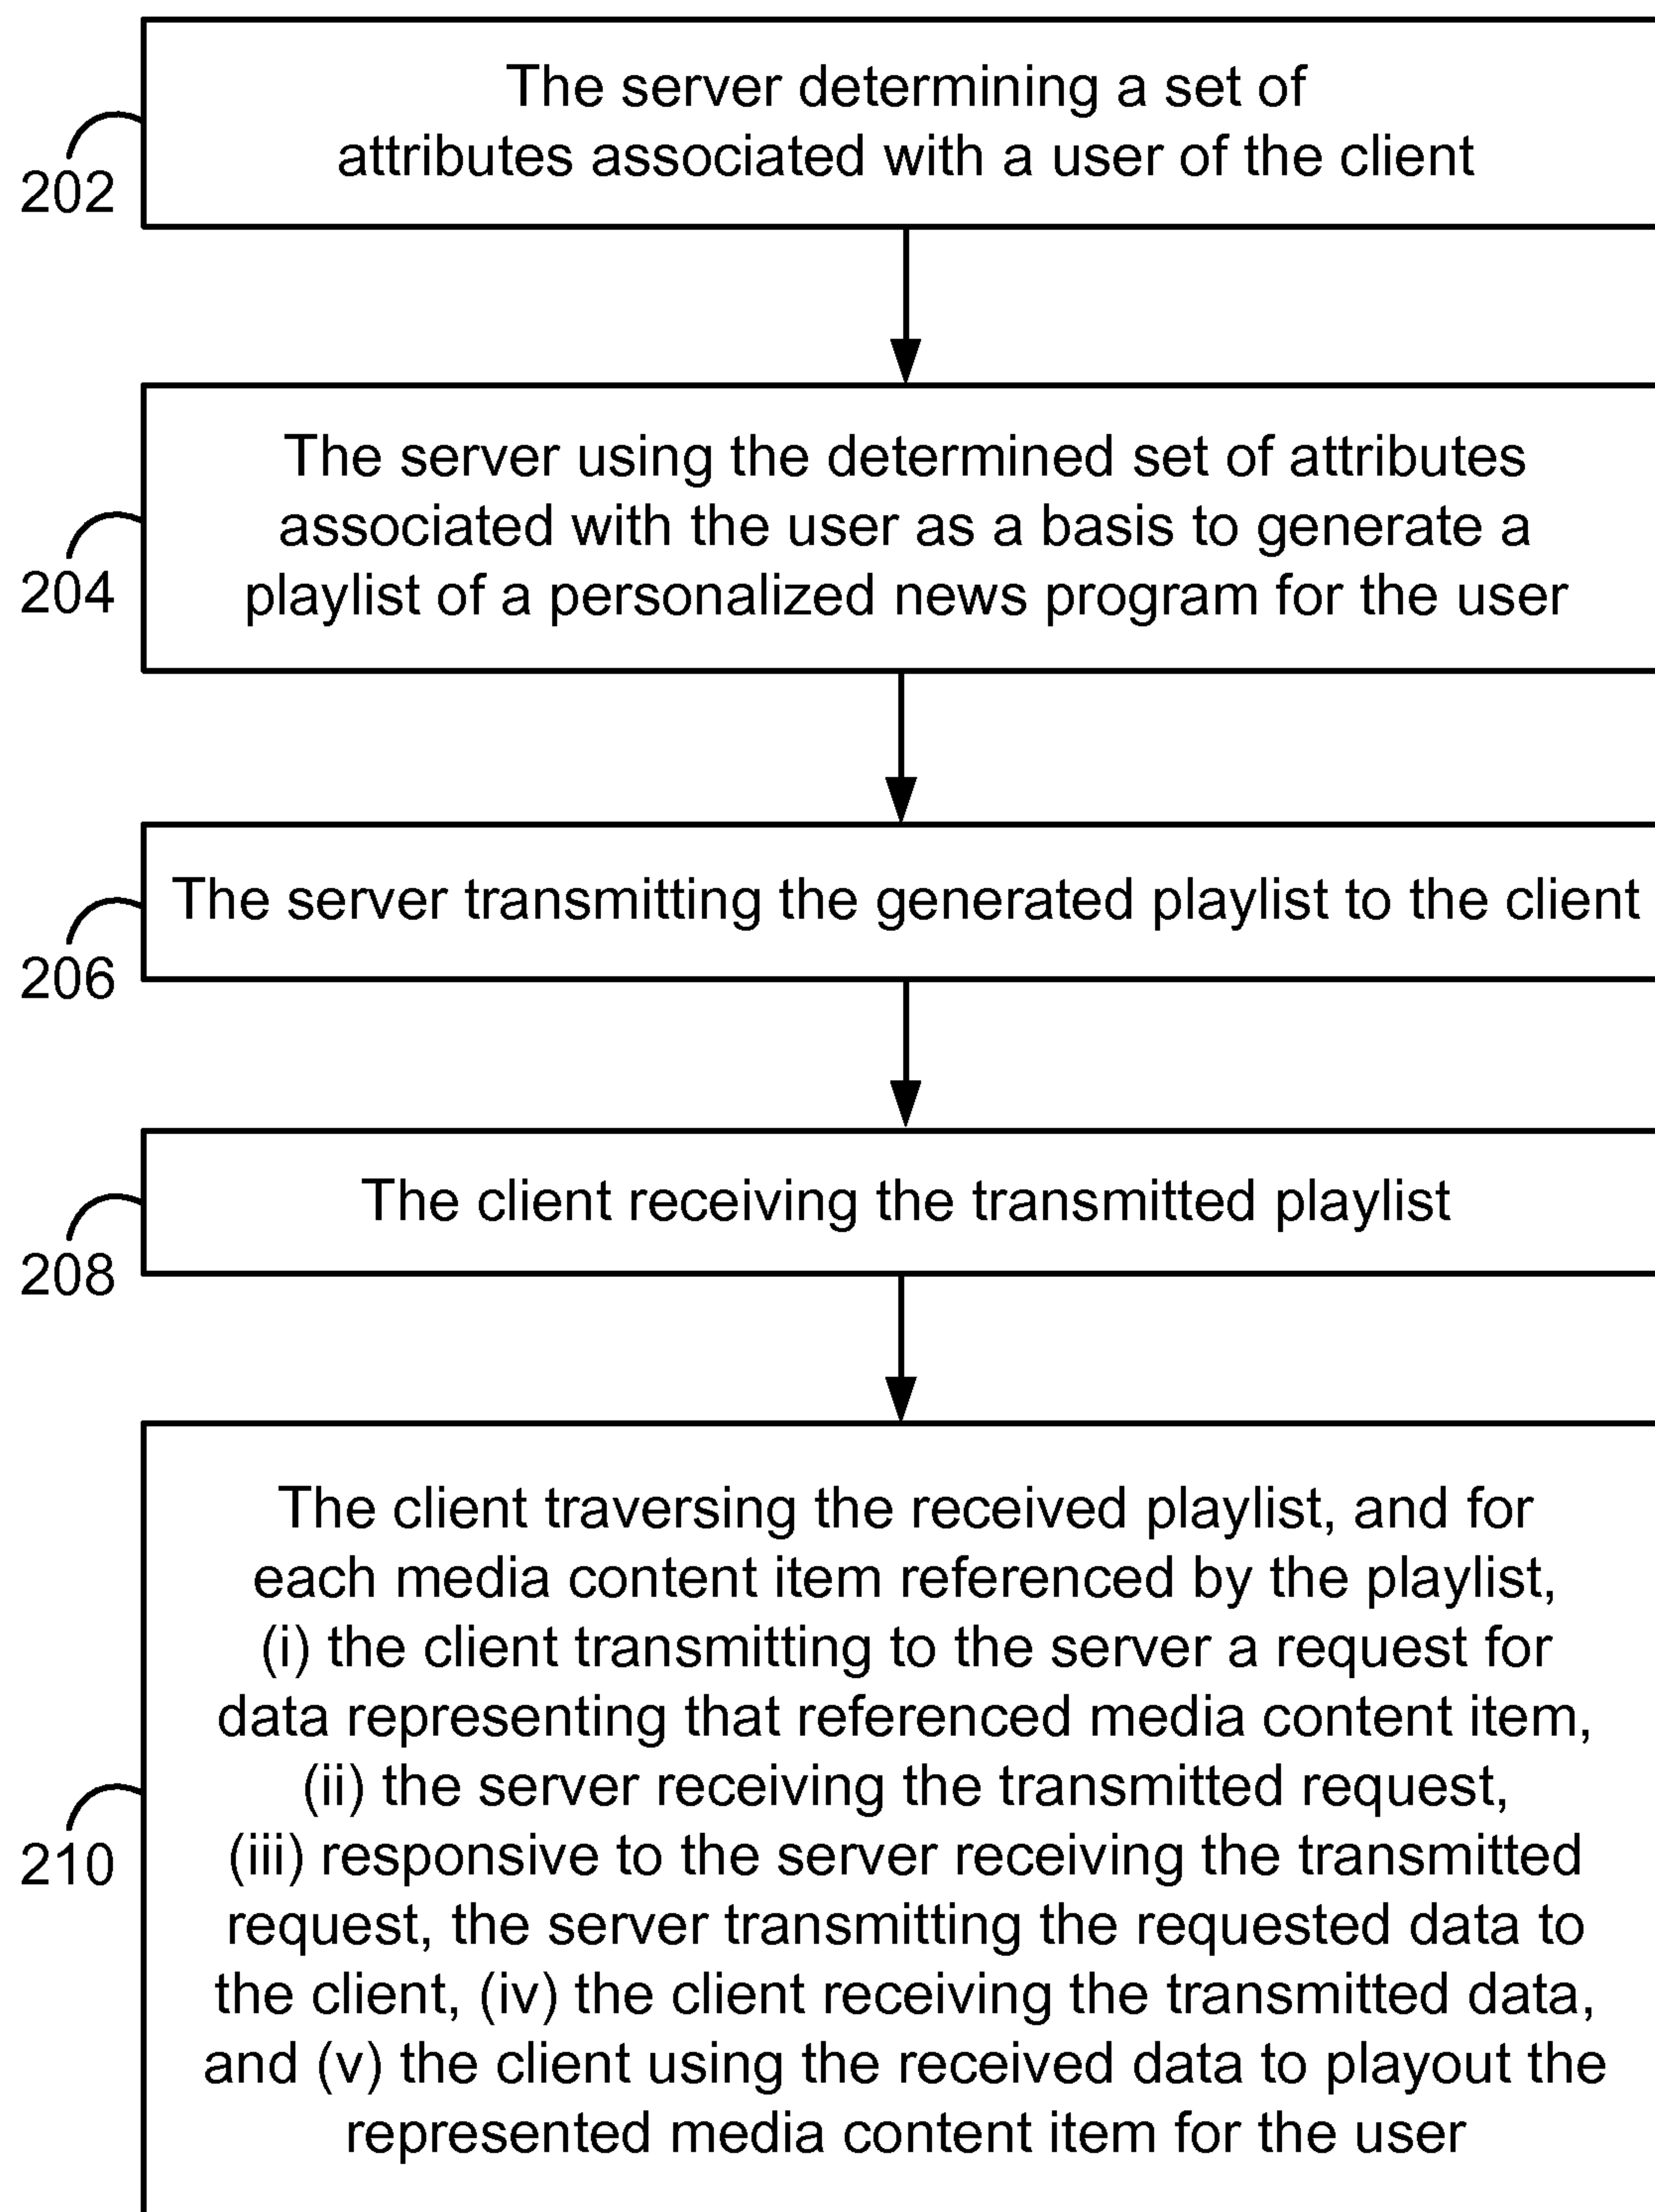 The server determining a set of
attributes associated with a user of the client
202
The server using the determined set of attributes
associated with the user as a basis to generate a
playlist of a personalized news program for the user
204
The server transmitting the generated playlist to the client
206
The client receiving the transmitted playlist
208
The client traversing the received playlist, and for
each media content item referenced by the playlist,
(i) the client transmitting to the server a request for
data representing that referenced media content item,
(ii) the server receiving the transmitted request,
(iii) responsive to the server receiving the transmitted
request, the server transmitting the requested data to
the client, (iv) the client receiving the transmitted data,
and (v) the client using the received data to playout the
represented media content item for the user
210